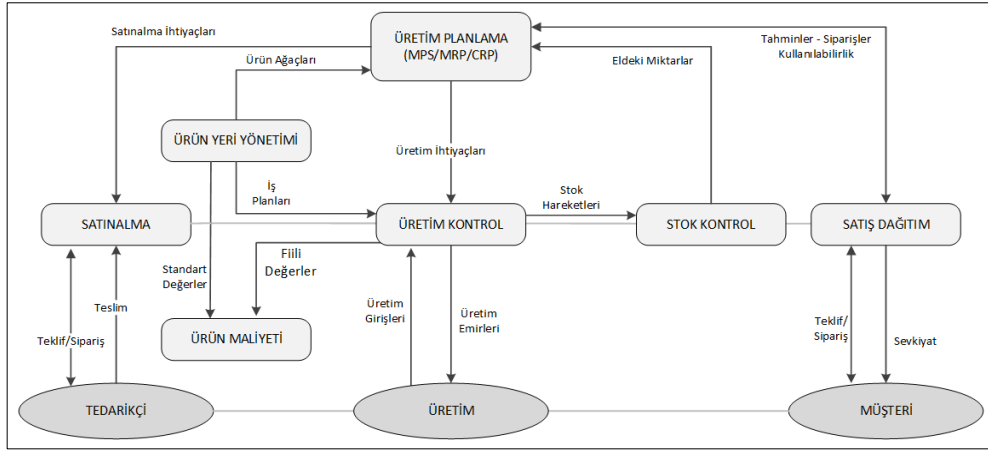 Satınalma İhtiyaçları
ÜRETİM PLANLAMA
(MPS/MRP/CRP)
Tahminler - Siparişler
Kullanılabilirlik
Ürün Ağaçları
Eldeki Miktarlar
ÜRÜN YERİ YÖNETİMİ
Üretim İhtiyaçları
İş
Planları
Stok
Hareketleri
SATINALMA
ÜRETİM KONTROL
STOK KONTROL
SATIŞ DAĞITIM
Fiili
Değerler
Standart
Değerler
Teslim
Üretim
Girişleri
Üretim
Emirleri
Teklif/Sipariş
ÜRÜN MALİYETİ
Teklif/
Sipariş
Sevkiyat
TEDARİKÇİ
ÜRETİM
MÜŞTERİ